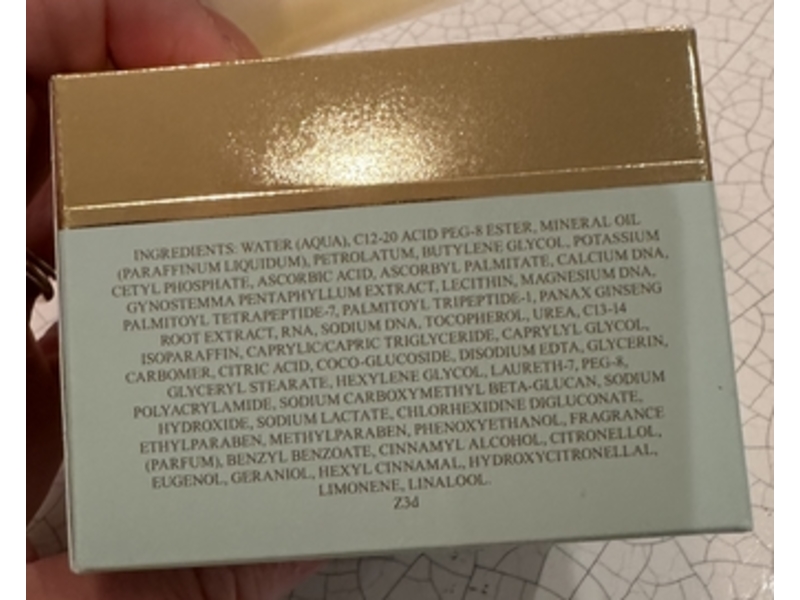 INGREDIENTS: WATER (AQUA), C12-20 ACID PEG-8 ESTER, MINERAL OIL
(PARAFFINUM LIQUIDUM), PETROLATUM, BUTYLENE GLYCOL, POTASSIUM
CETYL PHOSPHATE, ASCORBIC ACID, ASCORBYL PALMITATE, CALCIUM DNA,
GYNOSTEMMA PENTAPHYLLUM EXTRACT, LECITHIN, MAGNESIUM DNA,
PALMITOYL TETRAPEPTIDE-7, PALMITOYL TRIPEPTIDE-1, PANAX GINSENG
ROOT EXTRACT, RNA, SODIUM DNA, TOCOPHEROL, UREA, C13-14
ISOPARAFFIN, CAPRYLIC/CAPRIC TRIGLYCERIDE, CAPRYLYL GLYCOL,
CARBOMER, CITRIC ACID, COCO-GLUCOSIDE, DISODIUM EDTA, GLYCERIN,
GLYCERYL STEARATE, HEXYLENE GLYCOL, LAURETH-7, PEG-8,
POLYACRYLAMIDE, SODIUM CARBOXYMETHYL BETA-GLUCAN, SODIUM
HYDROXIDE, SODIUM LACTATE, CHLORHEXIDINE DIGLUCONATE,
ETHYLPARABEN, METHYLPARABEN, PHENOXYETHANOL, FRAGRANCE
(PARFUM), BENZYL BENZOATE, CINNAMYL ALCOHOL, CITRONELLOL,
EUGENOL, GERANIOL, HEXYL CINNAMAL, HYDROXYCITRONELLAL,
LIMONENE, LINALOOL.
Z3d